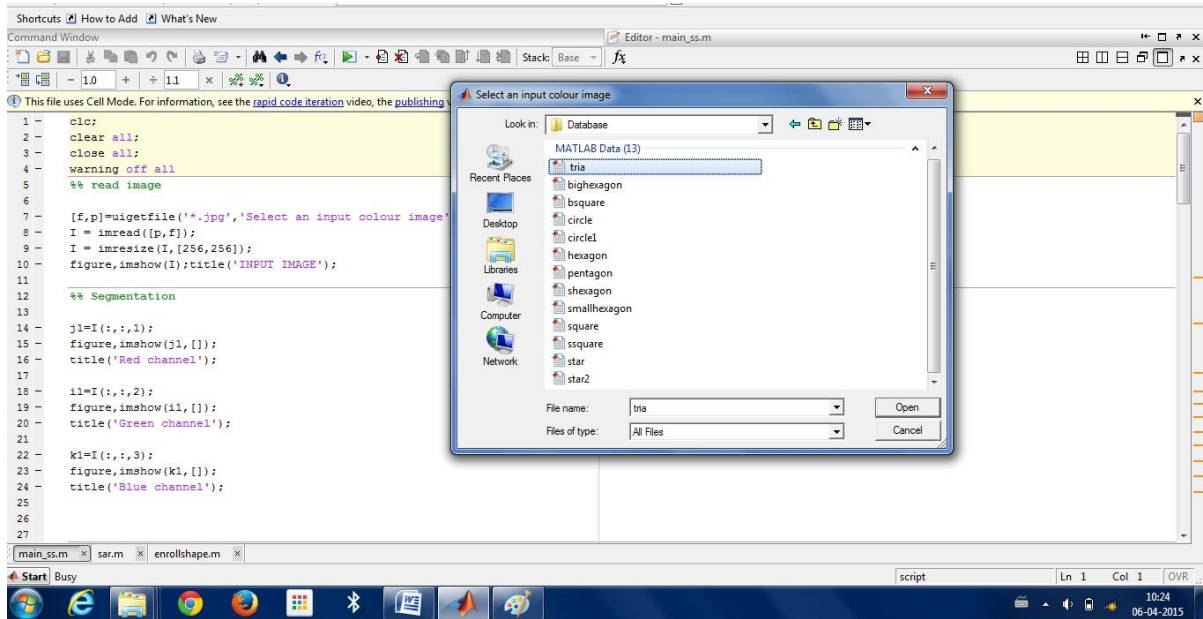 Shortcuts How to Add What's New
Command Window
Editor - main_ss.m
Stack: Base fx
- 1.0 + ÷ 1.1 ×
This file uses Cell Mode. For information, see the rapid code iteration video, the publishing
1 - clc;
2 - clear all;
3 - close all;
4 - warning off all
5 %% read image
6
7 - [f,p]=uigetfile('*.jpg','Select an input colour image'
8 - I = imread([p,f]);
9 - I = imresize(I,[256,256]);
10 - figure,imshow(I);title('INPUT IMAGE');
11
12 %% Segmentation
13
14 - j1=I(:,:,1);
15 - figure,imshow(j1,[]);
16 - title('Red channel');
17
18 - i1=I(:,:,2);
19 - figure,imshow(i1,[]);
20 - title('Green channel');
21
22 - k1=I(:,:,3);
23 - figure,imshow(k1,[]);
24 - title('Blue channel');
25
26
27
Select an input colour image
Look in: Database
Recent Places
Desktop
Libraries
Computer
Network
MATLAB Data (13)
tria
bighexagon
bsquare
circle
circle1
hexagon
pentagon
shexagon
smallhexagon
square
ssquare
star
star2
File name: tria Open
Files of type: All Files Cancel
main_ss.m × sar.m × enrollshape.m ×
Start Busy script Ln 1 Col 1 OVR
10:24
06-04-2015